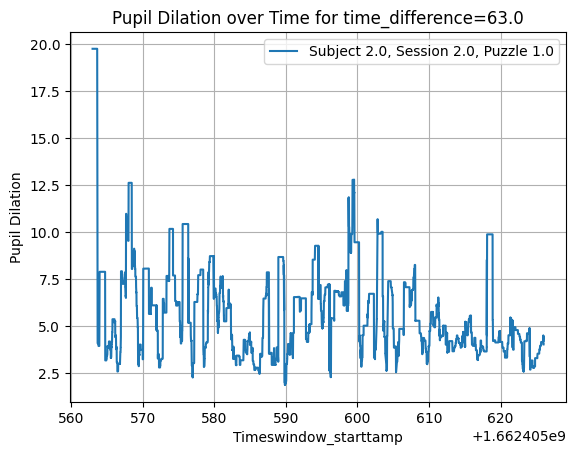 Pupil Dilation over Time for time_difference=63.0
Subject 2.0, Session 2.0, Puzzle 1.0
Pupil Dilation
20.0
17.5
15.0
12.5
10.0
7.5
5.0
2.5
560 570 580 590 600 610 620
Timeswindow_starttamp
+1.662405e9